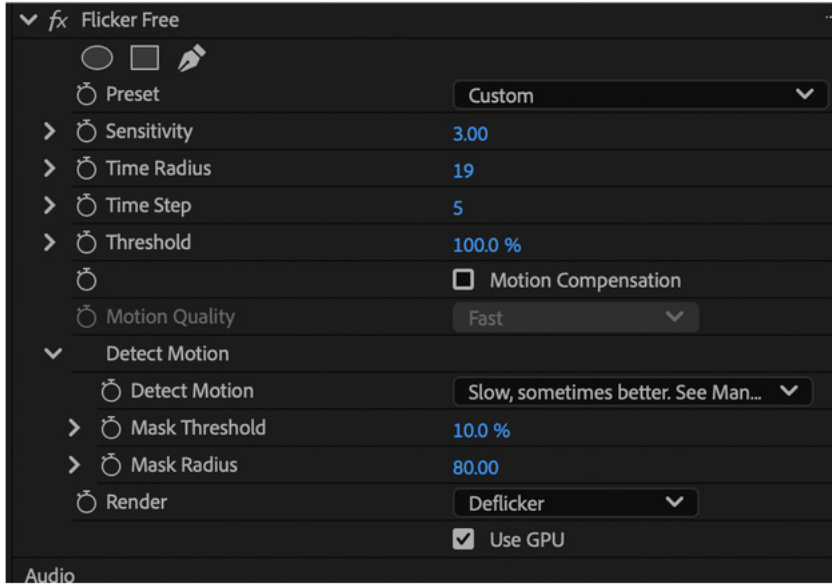 fx Flicker Free
Preset Custom
Sensitivity 3.00
Time Radius 19
Time Step 5
Threshold 100.0 %
Motion Compensation
Motion Quality Fast
Detect Motion
Detect Motion Slow, sometimes better. See Man...
Mask Threshold 10.0 %
Mask Radius 80.00
Render Deflicker
Use GPU
Audio